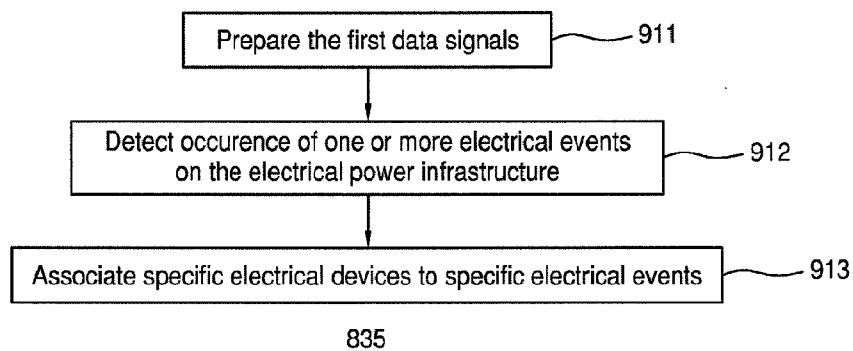 Prepare the first data signals
911
Detect occurence of one or more electrical events
on the electrical power infrastructure
912
Associate specific electrical devices to specific electrical events
913
835